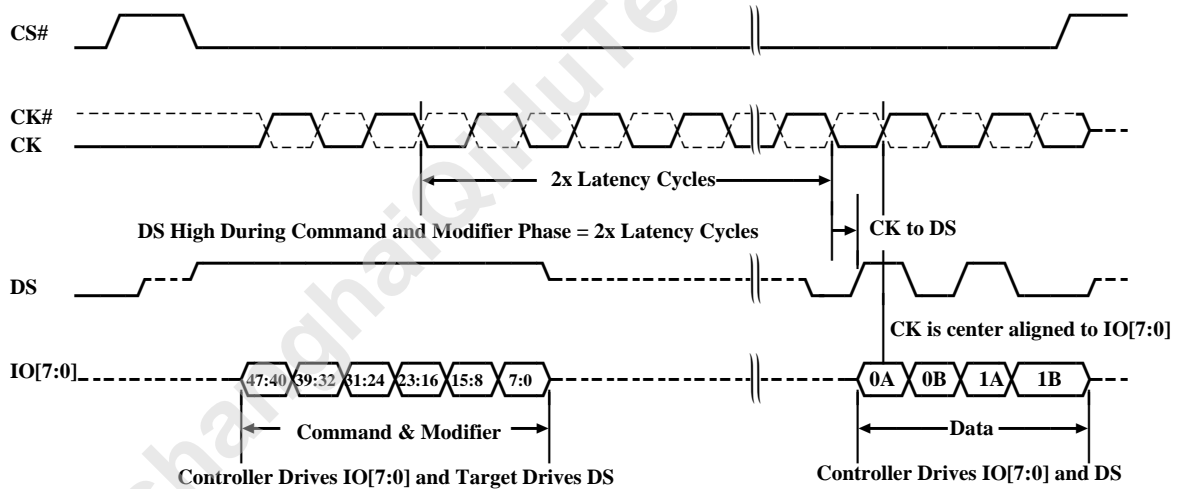 CS#
CK#
CK
2x Latency Cycles
DS High During Command and Modifier Phase = 2x Latency Cycles
CK to DS
DS
CK is center aligned to IO[7:0]
IO[7:0]
47:40 39:32 31:24 23:16 15:8 7:0 0A 0B 1A 1B
Command & Modifier
Data
Controller Drives IO[7:0] and Target Drives DS
Controller Drives IO[7:0] and DS
shanghaiQiHuTe